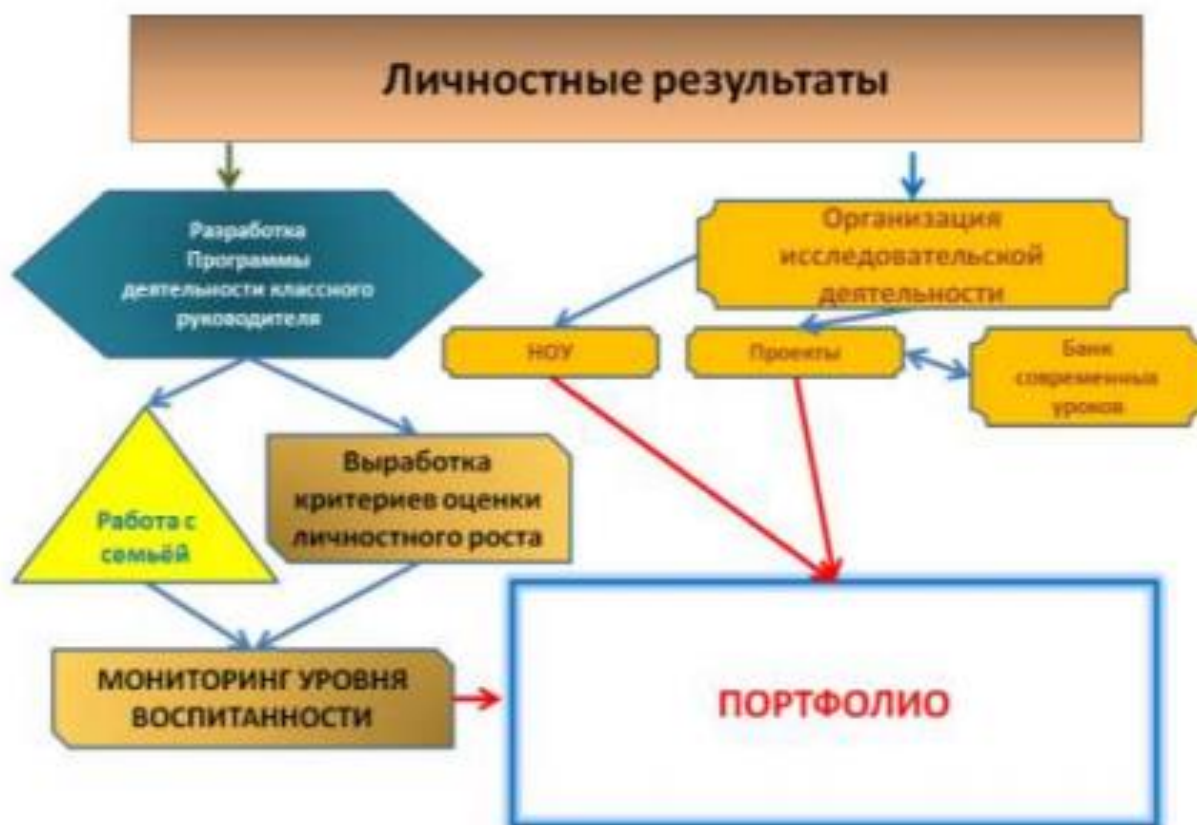 Личностные результаты
Разработка
Программы
деятельности классного
руководителя
Организация
исследовательской
деятельности
НОУ
Проекты
Банк
современных
уроков
Работа с
семьёй
Выработка
критериев оценки
личностного роста
МОНИТОРИНГ УРОВНЯ
ВОСПИТАННОСТИ
ПОРТФОЛИО